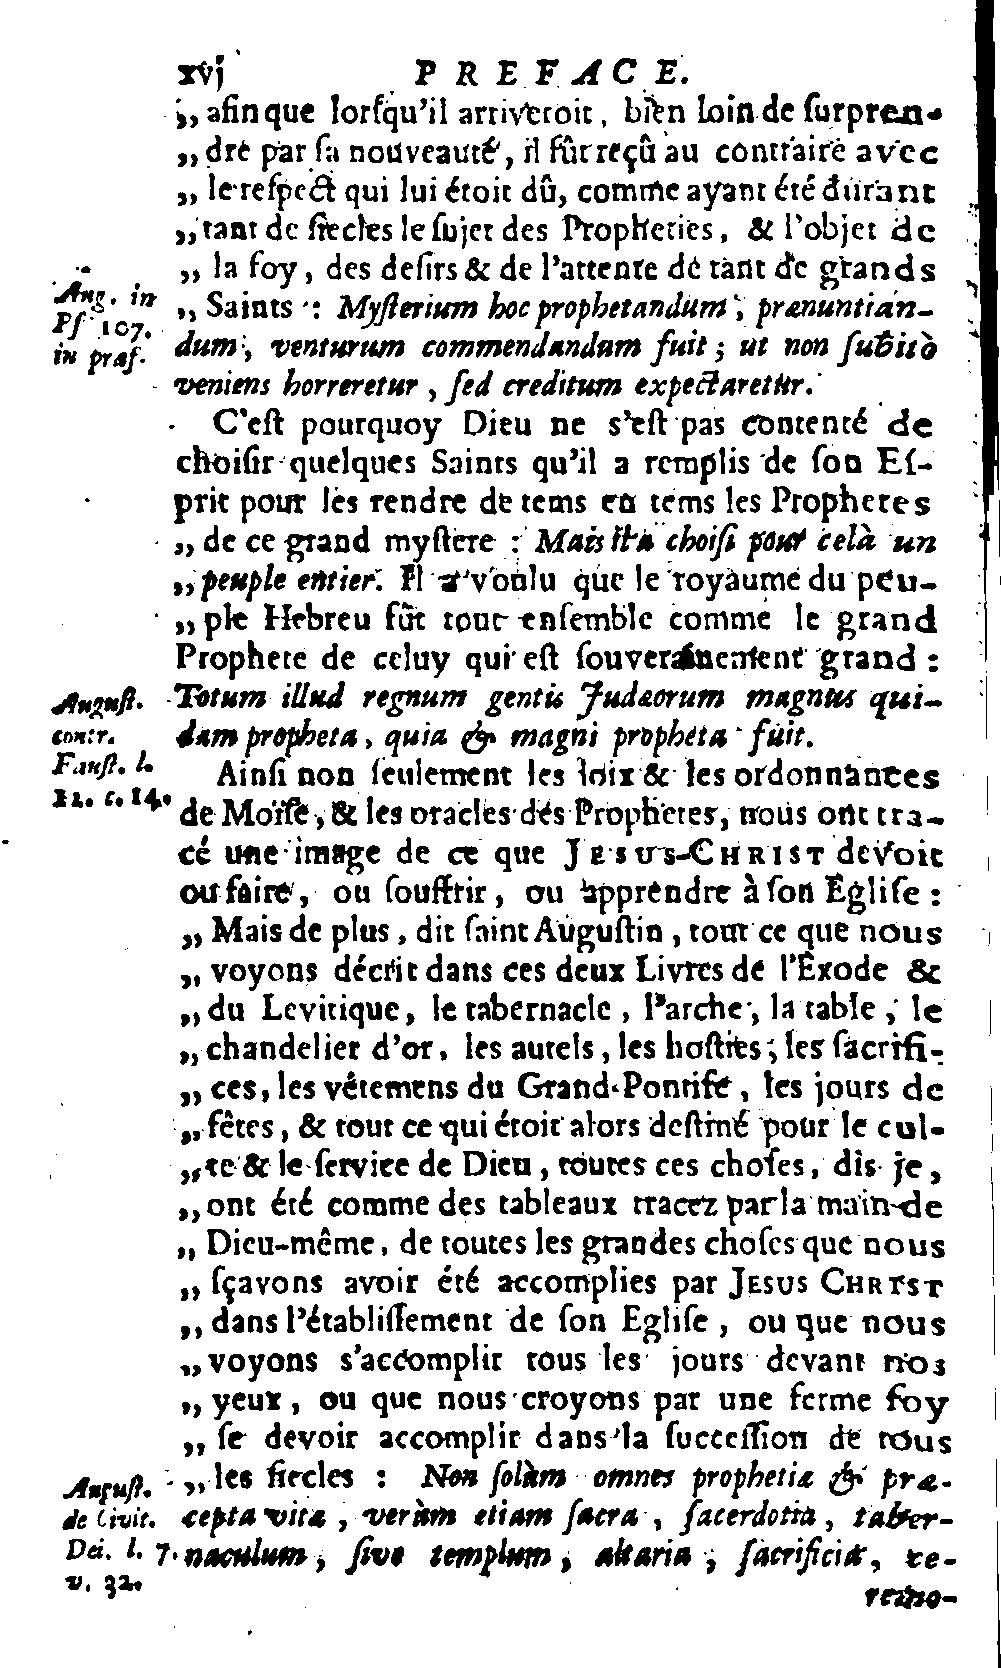 xvj PREFACE.
„ afin que lorſqu'il arriveroit, bien loin de ſurpren-
„ dre par ſa nouveauté, il fût reçû au contraire avec
„ le reſpect qui lui étoit dû, comme ayant été durant
„ tant de ſiecles le ſujet des Propheties, & l'objet de
„ la foy, des deſirs & de l'attente de tant de grands
Aug. in
Pſ 107.
in præf.
„ Saints : Myſterium hoc prophetandum, prænuntian-
dum, venturum commendandum fuit; ut non ſubitò
veniens horreretur, ſed creditum expectaretur.
C'eſt pourquoy Dieu ne s'eſt pas contenté de
choiſir quelques Saints qu'il a remplis de ſon Eſ-
prit pour les rendre de tems en tems les Prophetes
„ de ce grand myſtere : Mais il a choiſi pour celà un
„ peuple entier. Il a voulu que le royaume du peu-
„ ple Hebreu fût tout enſemble comme le grand
Prophete de celuy qui eſt ſouverainement grand :
Auguſt.
contr.
Fauſt. l.
22. c. 14.
Totum illud regnum gentis Judæorum magnus qui-
dam propheta, quia & magni propheta fuit.
Ainſi non ſeulement les loix & les ordonnances
de Moïſe, & les oracles des Prophetes, nous ont tra-
cé une image de ce que JESUS-CHRIST devoit
ou faire, ou ſouffrir, ou apprendre à ſon Egliſe :
„ Mais de plus, dit ſaint Auguſtin, tout ce que nous
„ voyons décrit dans ces deux Livres de l'Exode &
„ du Levitique, le tabernacle, l'arche, la table, le
„ chandelier d'or, les autels, les hoſties, les ſacrifi-
„ ces, les vêtemens du Grand-Pontife, les jours de
„ fêtes, & tout ce qui étoit alors deſtiné pour le cul-
„ te & le ſervice de Dieu, toutes ces choſes, dis-je,
„ ont été comme des tableaux tracez par la main de
„ Dieu-même, de toutes les grandes choſes que nous
„ ſçavons avoir été accomplies par JESUS CHRIST
„ dans l'établiſſement de ſon Egliſe, ou que nous
„ voyons s'accomplir tous les jours devant nos
„ yeux, ou que nous croyons par une ferme foy
„ ſe devoir accomplir dans la ſucceſſion de tous
Auguſt.
de Civit.
Dei. l. 7.
v. 32.
„ les ſiecles : Non ſolùm omnes prophetiæ & præ-
cepta vitæ, verùm etiam ſacra, ſacerdotia, taber-
naculum, ſive templum, altaria, ſacrificia, ce-
remo-